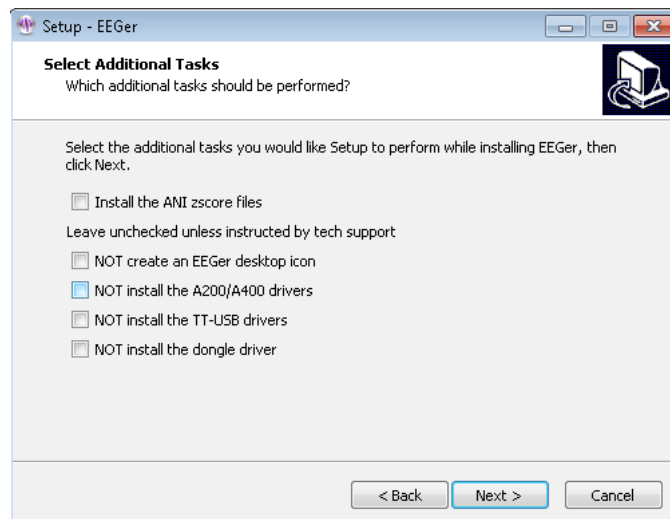 Setup - EEGer
Select Additional Tasks
Which additional tasks should be performed?
Select the additional tasks you would like Setup to perform while installing EEGer, then
click Next.
Install the ANI zscore files
Leave unchecked unless instructed by tech support
NOT create an EEGer desktop icon
NOT install the A200/A400 drivers
NOT install the TT-USB drivers
NOT install the dongle driver
< Back
Next >
Cancel